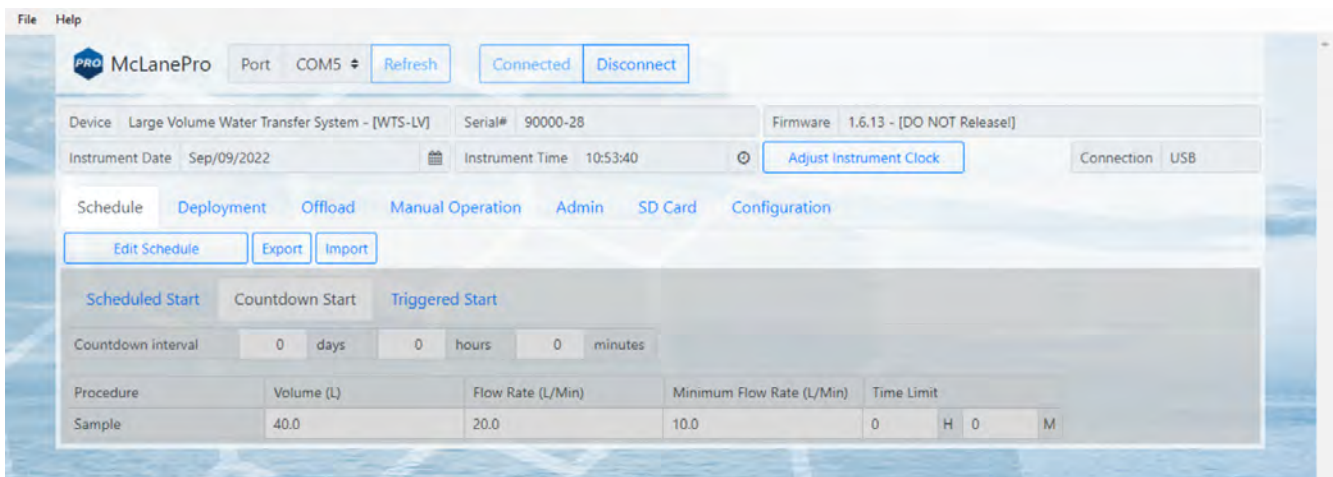 File Help
PRO McLanePro Port COM5 Refresh Connected Disconnect
Device Large Volume Water Transfer System - [WTS-LV] Serial# 90000-28 Firmware 1.6.13 - [DO NOT Release!]
Instrument Date Sep/09/2022 Instrument Time 10:53:40 Adjust Instrument Clock Connection USB
Schedule Deployment Offload Manual Operation Admin SD Card Configuration
Edit Schedule Export Import
Scheduled Start Countdown Start Triggered Start
Countdown interval 0 days 0 hours 0 minutes
Procedure Volume (L) Flow Rate (L/Min) Minimum Flow Rate (L/Min) Time Limit
Sample 40.0 20.0 10.0 0 H 0 M